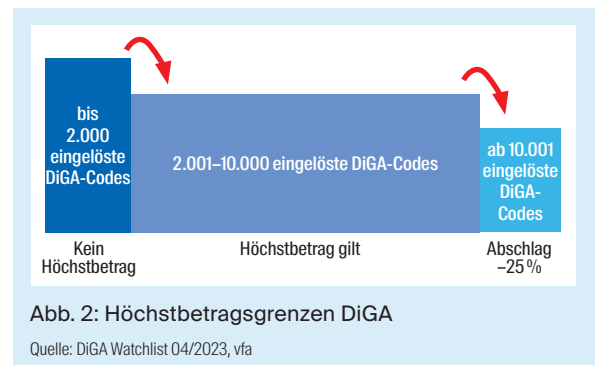 bis
2.000
eingelöste
DiGA-Codes
2.001–10.000 eingelöste DiGA-Codes
ab 10.001
eingelöste
DiGA-
Codes
Kein
Höchstbetrag
Höchstbetrag gilt
Abschlag
–25 %
Abb. 2: Höchstbetragsgrenzen DiGA
Quelle: DiGA Watchlist 04/2023, vfa